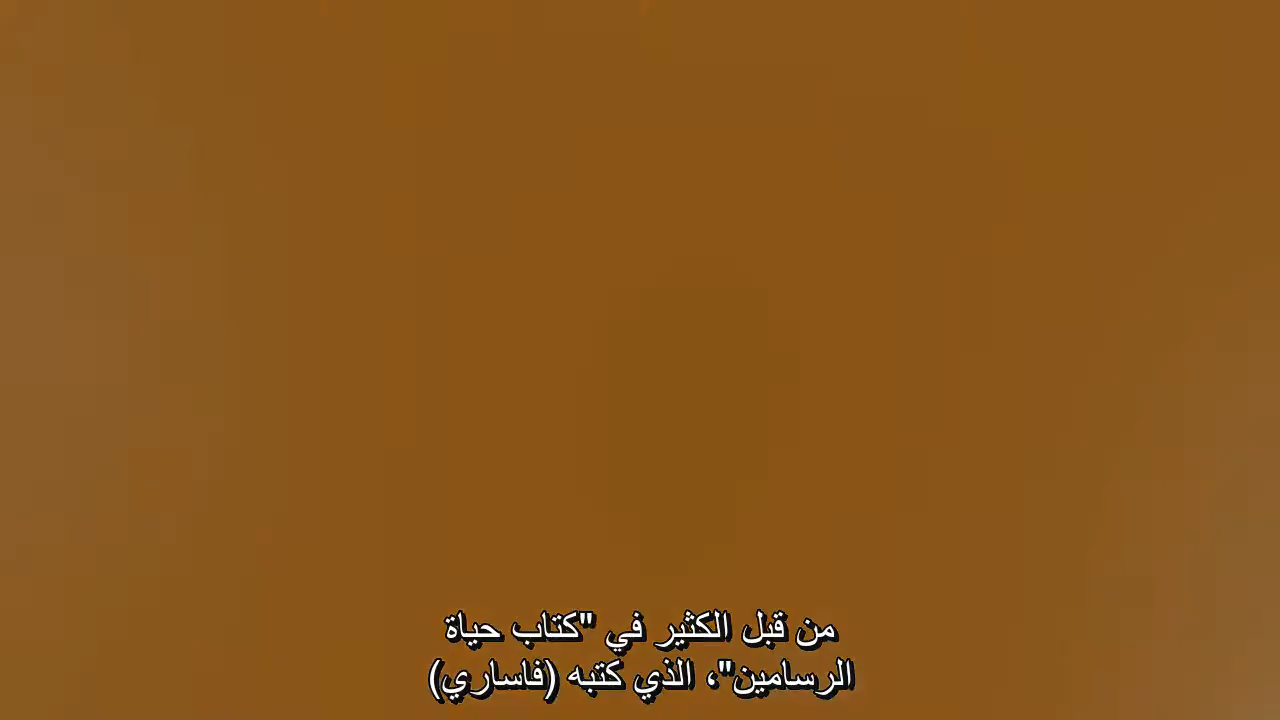 من قبل الكثير في "كتاب حياة
الرسامين"، الذي كتبه (فاساري)